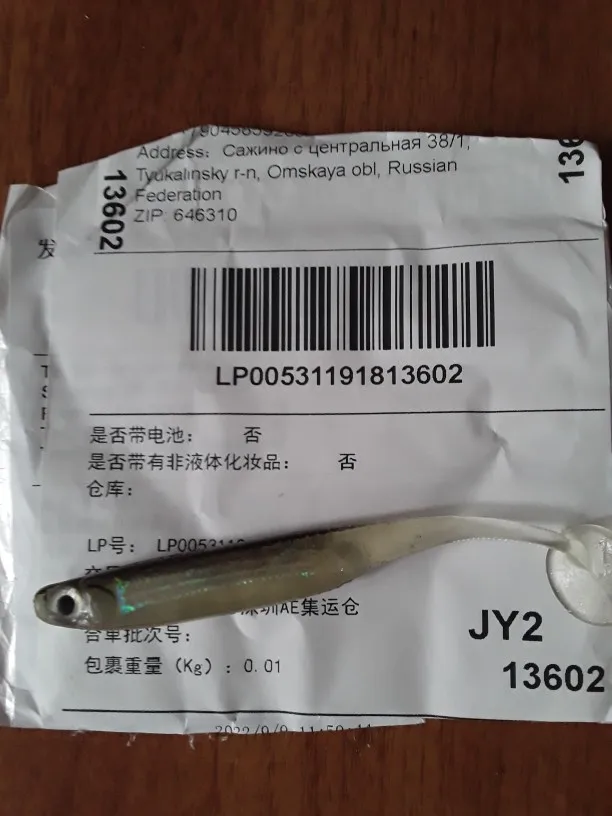 Address: Сажино с центральная 38/1,
Tyukalinsky r-n, Omskaya obl, Russian
Federation
ZIP: 646310
13602
136
发
LP00531191813602
是否带电池: 否
是否带有非液体化妆品: 否
仓库:
LP号: LP0053119
深圳AE集运仓
合单批次号:
包裹重量 (Kg) : 0.01
JY2
13602